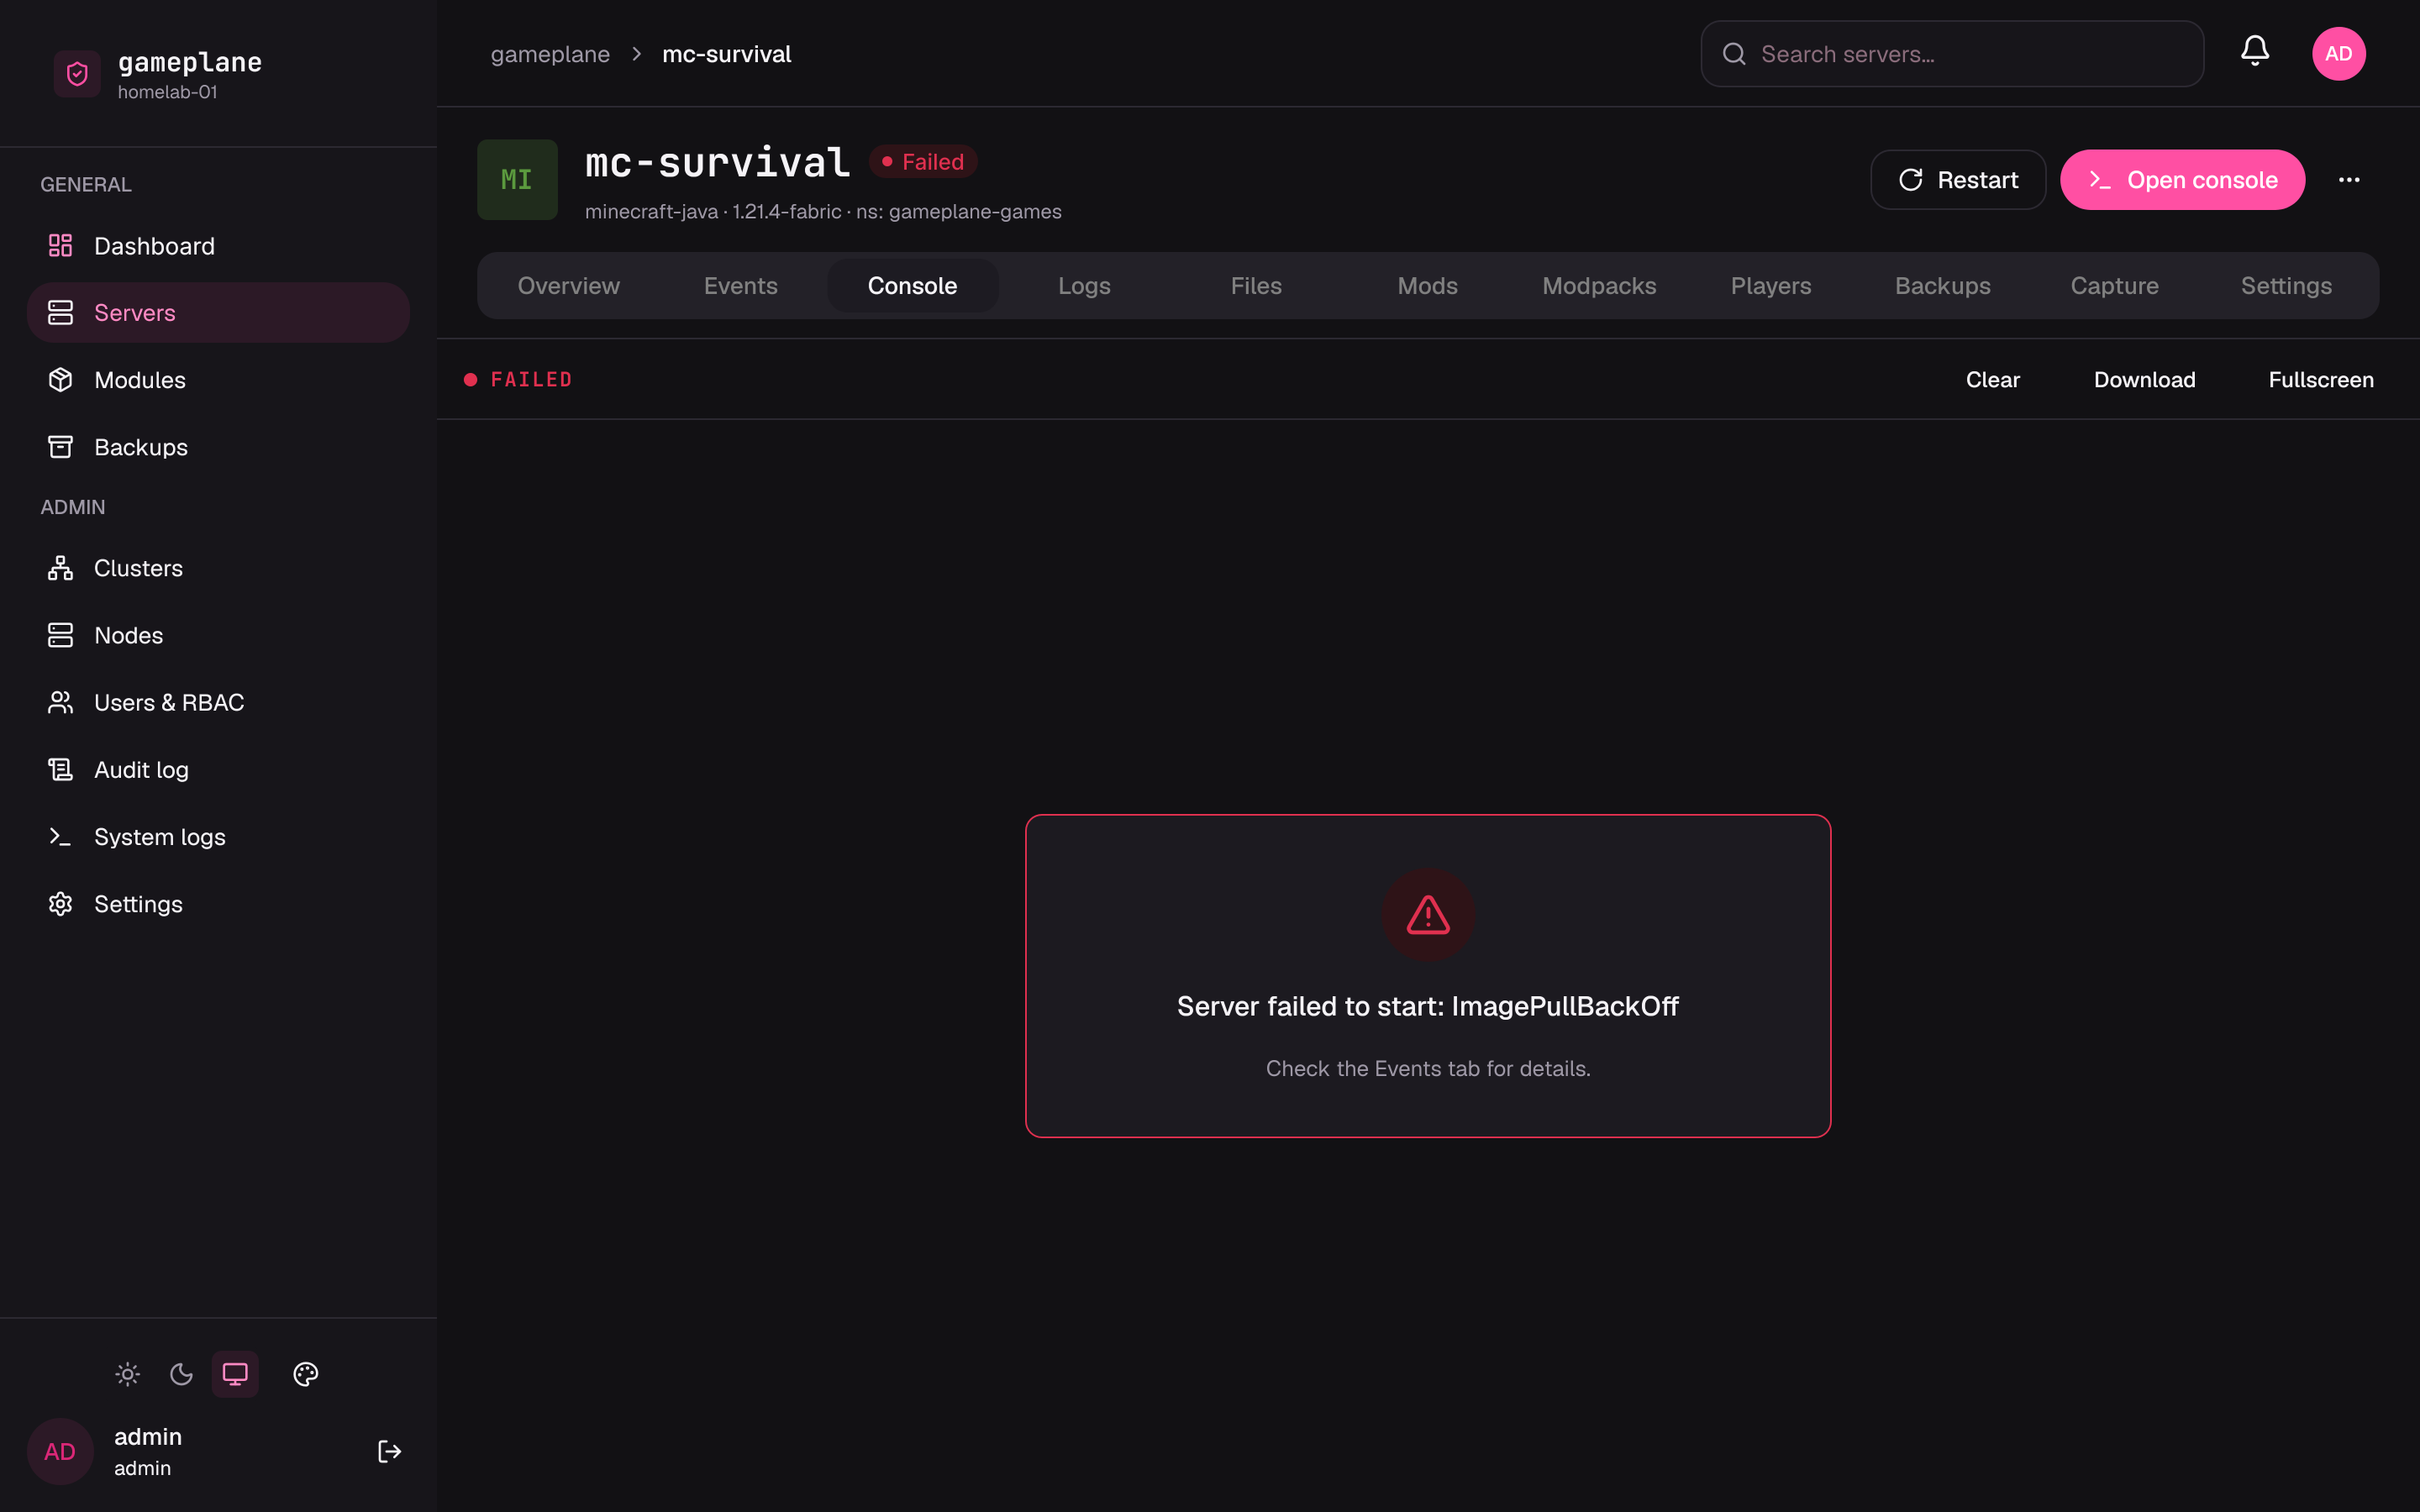 gameplane
homelab-01
GENERAL
Dashboard
Servers
Modules
Backups
ADMIN
Clusters
Nodes
Users & RBAC
Audit log
System logs
Settings
AD
admin
admin
gameplane
mc-survival
Search servers...
AD
MI
mc-survival
Failed
minecraft-java · 1.21.4-fabric · ns: gameplane-games
Restart
Open console
Overview
Events
Console
Logs
Files
Mods
Modpacks
Players
Backups
Capture
Settings
FAILED
Clear
Download
Fullscreen
Server failed to start: ImagePullBackOff
Check the Events tab for details.